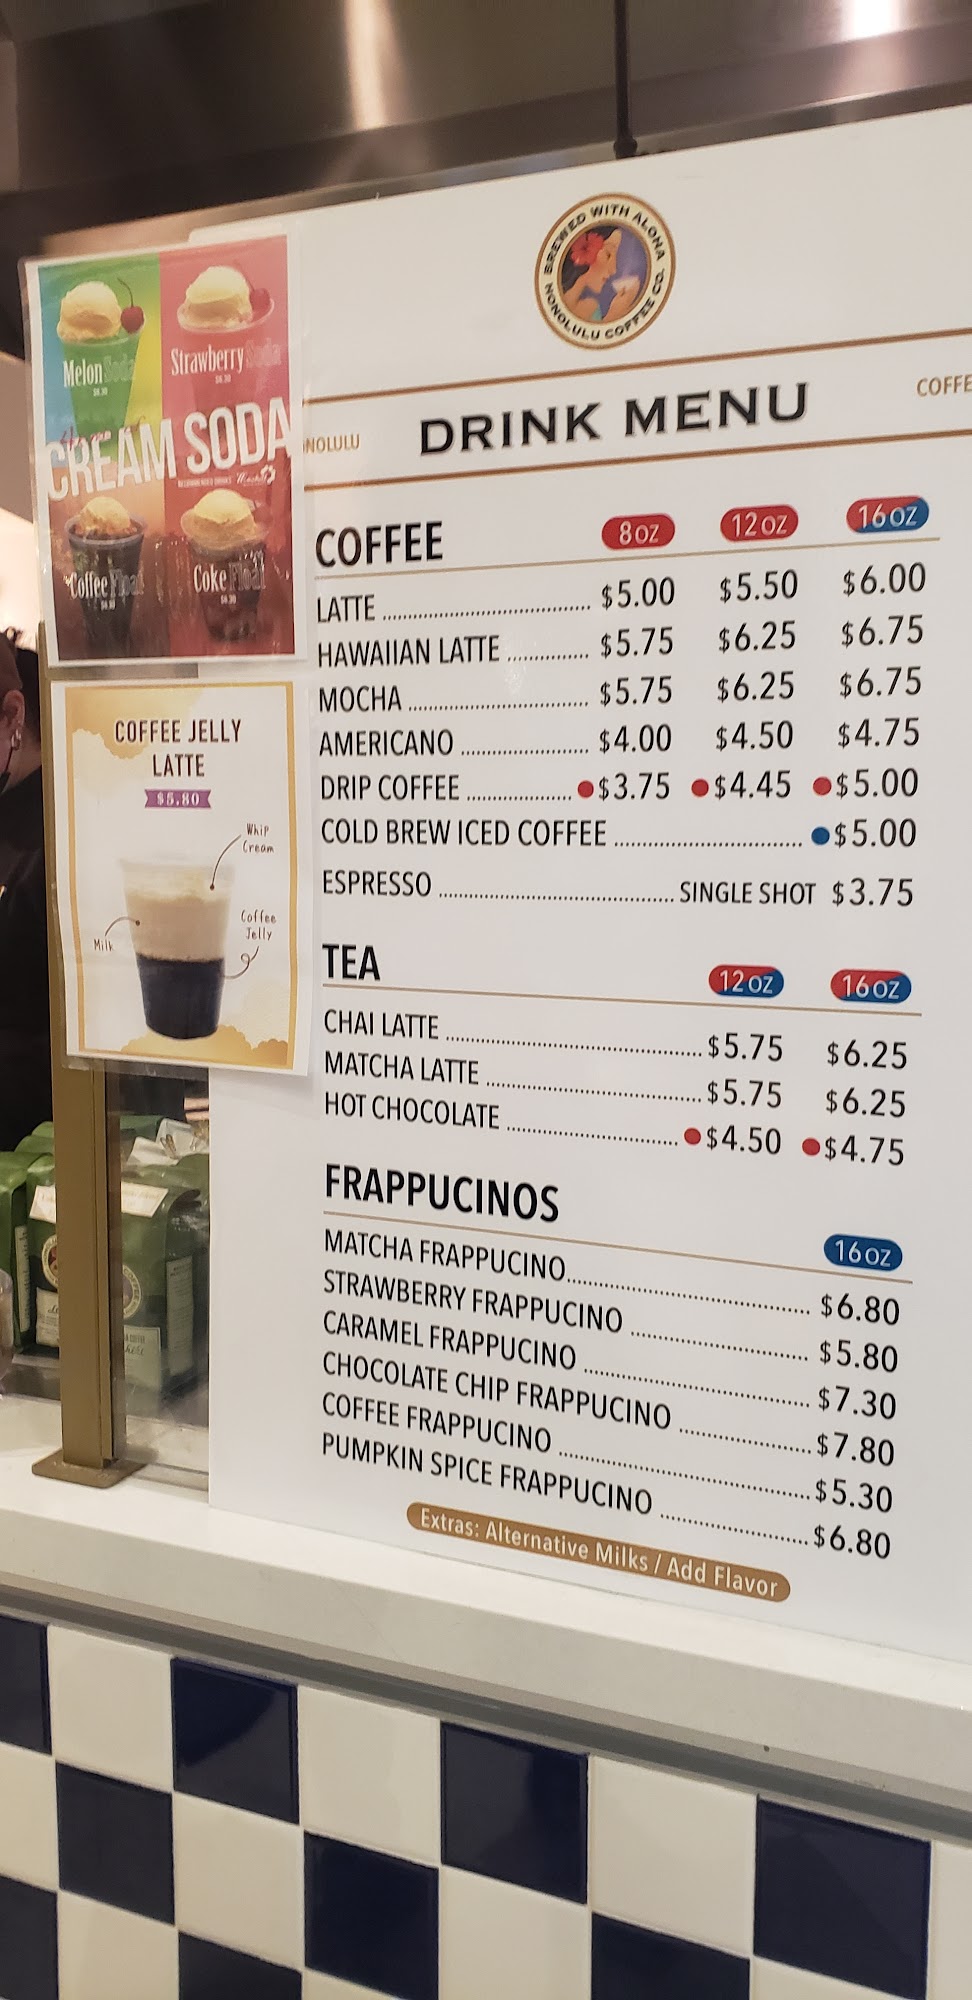 BREWED WITH ALOHA
HONOLULU COFFEE CO.
NOLULU
DRINK MENU
COFFE
COFFEE 8oz 12oz 16oz
LATTE $5.00 $5.50 $6.00
HAWAIIAN LATTE $5.75 $6.25 $6.75
MOCHA $5.75 $6.25 $6.75
AMERICANO $4.00 $4.50 $4.75
DRIP COFFEE $3.75 $4.45 $5.00
COLD BREW ICED COFFEE $5.00
ESPRESSO SINGLE SHOT $3.75
TEA 12oz 16oz
CHAI LATTE $5.75 $6.25
MATCHA LATTE $5.75 $6.25
HOT CHOCOLATE $4.50 $4.75
FRAPPUCINOS 16oz
MATCHA FRAPPUCINO $6.80
STRAWBERRY FRAPPUCINO $5.80
CARAMEL FRAPPUCINO $7.30
CHOCOLATE CHIP FRAPPUCINO $7.80
COFFEE FRAPPUCINO $5.30
PUMPKIN SPICE FRAPPUCINO $6.80
Extras: Alternative Milks / Add Flavor
Melon Soda
Strawberry Soda
CREAM SODA
Coffee Float
Coke Float
COFFEE JELLY
LATTE
$5.80
Whip
Cream
Milk
Coffee
Jelly